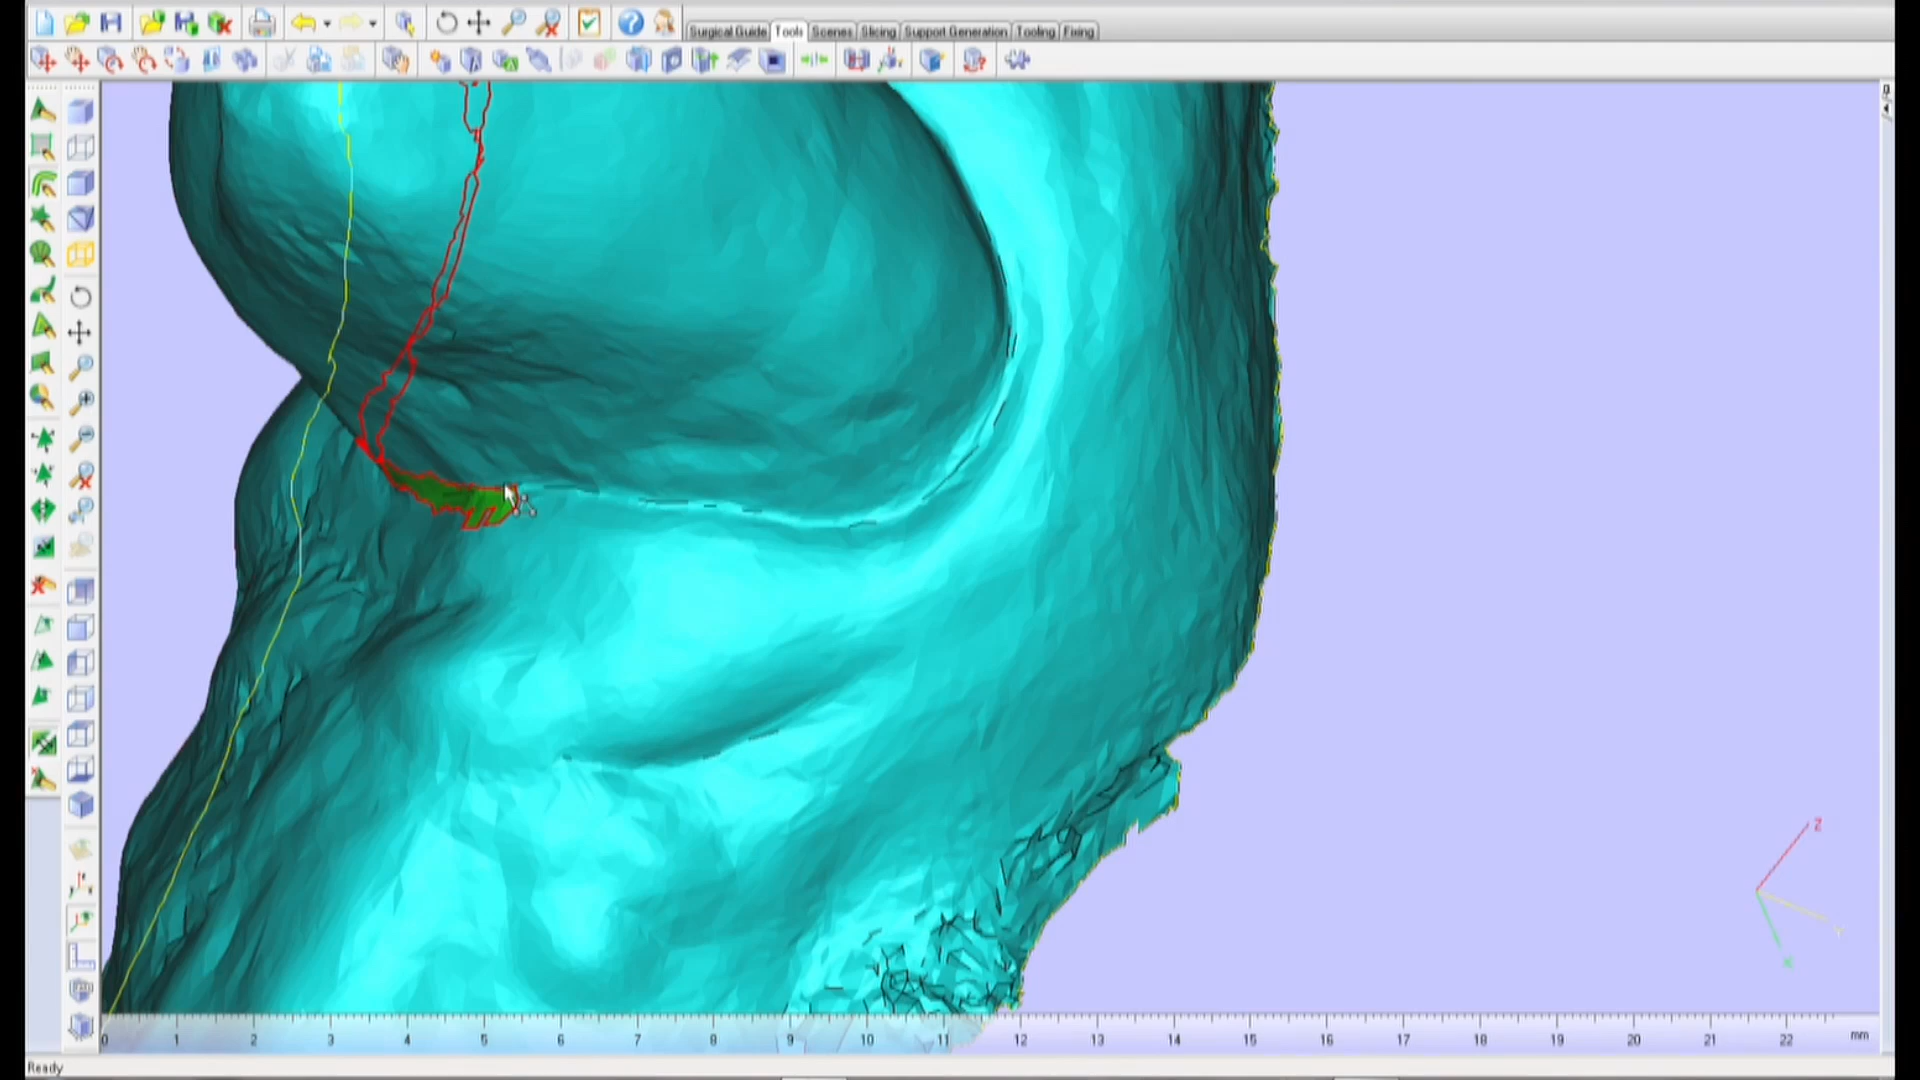 Surgical Guide Tools Scenes Slicing Support Generation Tooling Fixing
Z
Y
X
0 1 2 3 4 5 6 7 8 9 10 11 12 13 14 15 16 17 18 19 20 21 22 mm
Ready